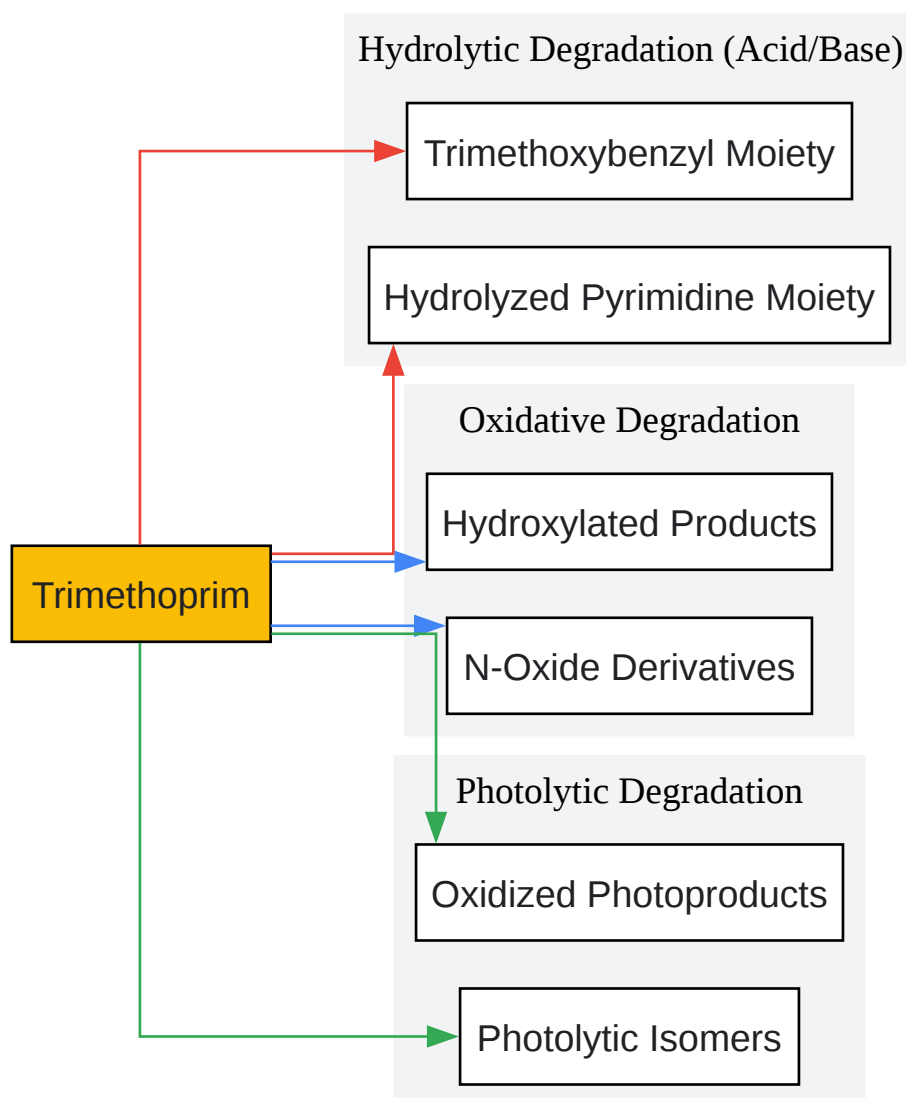 Hydrolytic Degradation (Acid/Base)
Trimethoxybenzyl Moiety
Hydrolyzed Pyrimidine Moiety
Oxidative Degradation
Hydroxylated Products
Trimethoprim
N-Oxide Derivatives
Photolytic Degradation
Oxidized Photoproducts
Photolytic Isomers